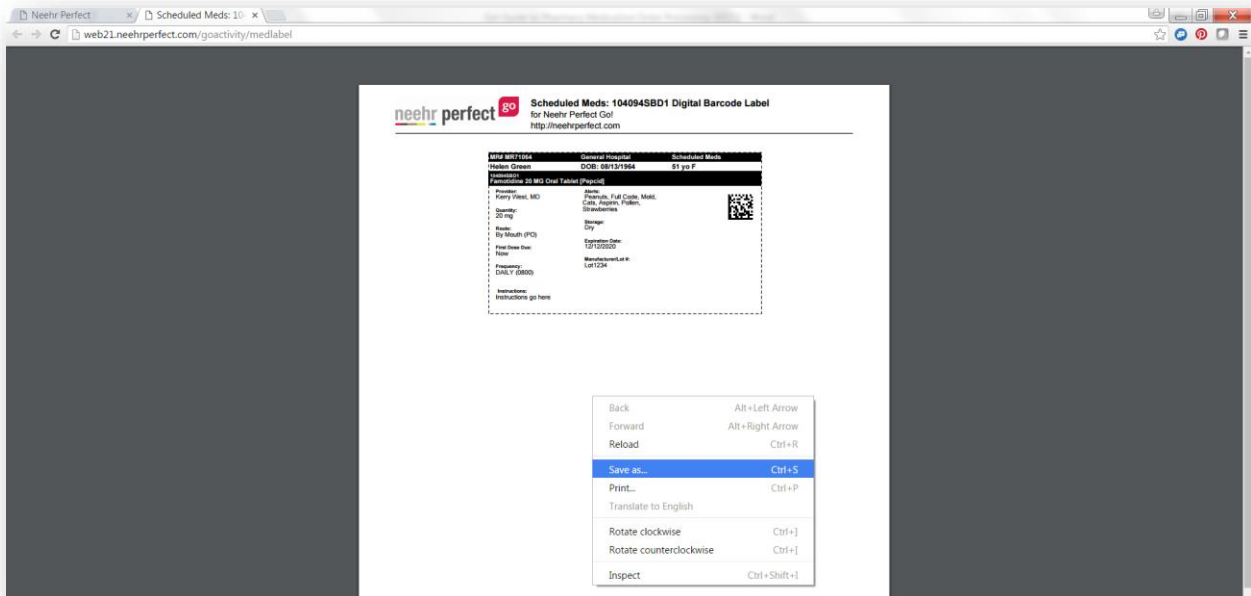 Neehr Perfect
Scheduled Meds: 10
web21.neehrperfect.com/goactivity/medlabel
neehr perfect go
Scheduled Meds: 104094SBD1 Digital Barcode Label
for Neehr Perfect Go!
http://neehrperfect.com
MR# MR71064 General Hospital Scheduled Meds
Helen Green DOB: 08/13/1964 51 yo F
104094SBD1
Famotidine 20 MG Oral Tablet [Pepcid]
Provider:
Kerry West, MD
Quantity:
20 mg
Route:
By Mouth (PO)
First Dose Due:
Now
Frequency:
DAILY (0800)
Instructions:
Instructions go here
Alerts:
Peanuts, Full Code, Mold,
Cats, Aspirin, Pollen,
Strawberries
Storage:
Dry
Expiration Date:
12/12/2020
Manufacturer/Lot #:
Lot1234
Back Alt+Left Arrow
Forward Alt+Right Arrow
Reload Ctrl+R
Save as... Ctrl+S
Print... Ctrl+P
Translate to English
Rotate clockwise Ctrl+]
Rotate counterclockwise Ctrl+[
Inspect Ctrl+Shift+I